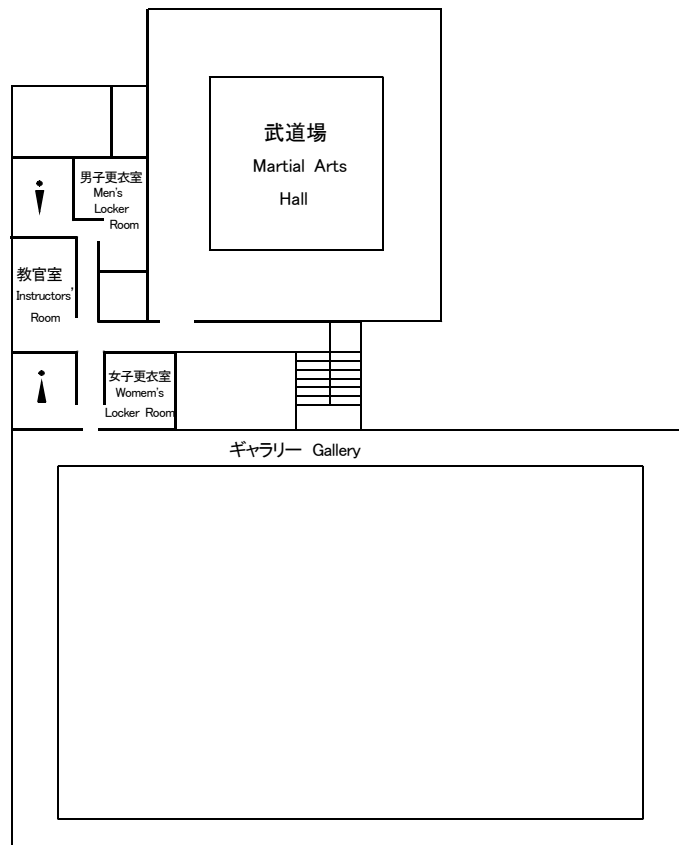 武道場
Martial Arts
Hall
男子更衣室
Men's
Locker
Room
教官室
Instructors'
Room
女子更衣室
Womem's
Locker Room
ギャラリー Gallery